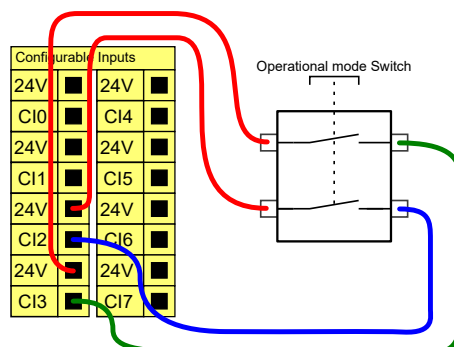 Configurable Inputs
Operational mode Switch
24V 24V
CI0 CI4
24V 24V
CI1 CI5
24V 24V
CI2 CI6
24V 24V
CI3 CI7